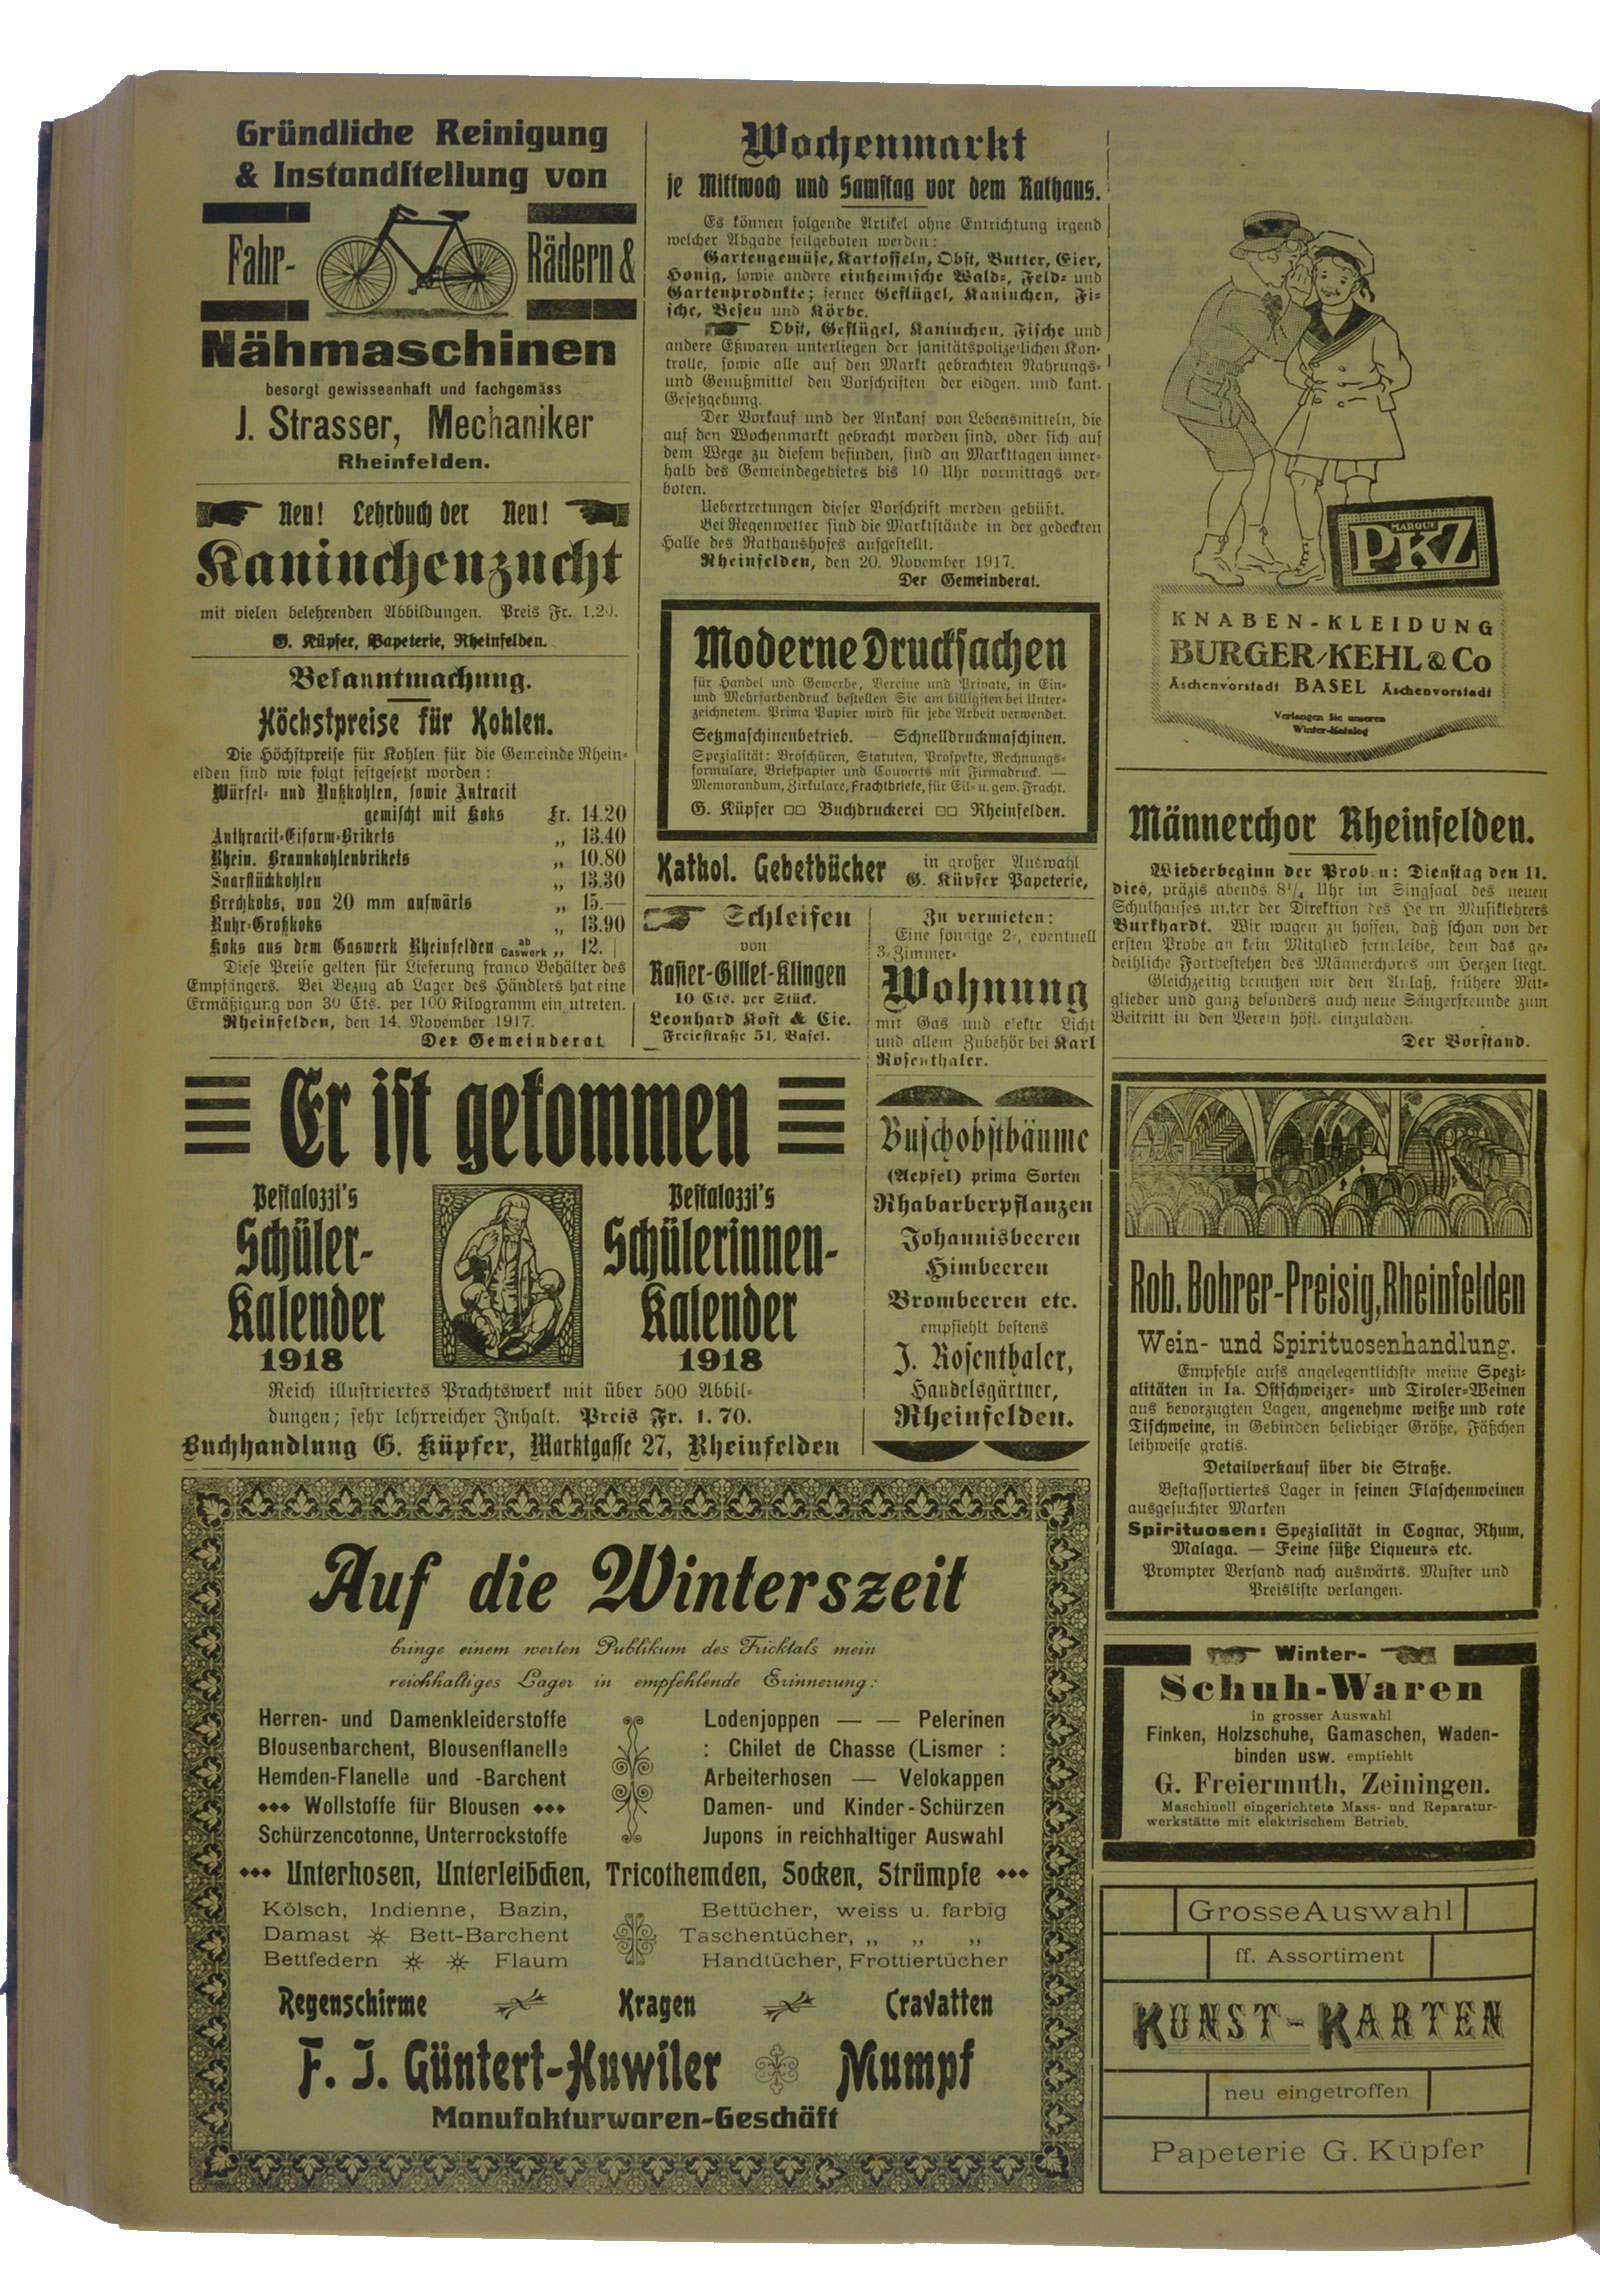 Gründliche Reinigung
& Instandstellung von
Fahr- Rädern &
Nähmaschinen
besorgt gewisseenhaft und fachgemäss
J. Strasser, Mechaniker
Rheinfelden.
Neu! Lehrbuch der Neu!
Kaninchenzucht
mit vielen belehrenden Abbildungen. Preis Fr. 1.20.
G. Küpfer, Papeterie, Rheinfelden.
Bekanntmachung.
Höchstpreise für Kohlen.
Die Höchstpreise für Kohlen für die Gemeinde Rhein-
elden sind wie folgt festgesetzt worden:
Würfel- und Nußkohlen, sowie Antracit
gemischt mit Koks Fr. 14.20
Anthracit-Eiform-Brikets „ 13.40
Rhein. Braunkohlenbrikets „ 10.80
Saarstückkohlen „ 13.30
Brechkoks, von 20 mm aufwärts „ 15.—
Ruhr-Großkoks „ 13.90
Koks aus dem Gaswerk Rheinfelden ab Gaswerk „ 12.
Diese Preise gelten für Lieferung franco Behälter des
Empfängers. Bei Bezug ab Lager des Händlers hat eine
Ermäßigung von 30 Cts. per 100 Kilogramm ein utreten.
Rheinfelden, den 14. November 1917.
Der Gemeinderat
Wochenmarkt
je Mittwoch und Samstag vor dem Rathaus.
Es können folgende Artikel ohne Entrichtung irgend
welcher Abgabe feilgeboten werden:
Gartengemüse, Kartoffeln, Obst, Butter, Eier,
Honig, sowie andere einheimische Wald-, Feld- und
Gartenprodukte; ferner Geflügel, Kaninchen, Fi-
sche, Besen und Körbe.
Obst, Geflügel, Kaninchen, Fische und
andere Eßwaren unterliegen der sanitätspolizeilichen Kon-
trolle, sowie alle auf den Markt gebrachten Nahrungs-
und Genußmittel den Vorschriften der eidgen. und kant.
Gesetzgebung.
Der Vorkauf und der Ankauf von Lebensmitteln, die
auf den Wochenmarkt gebracht worden sind, oder sich auf
dem Wege zu diesem befinden, sind an Markttagen inner-
halb des Gemeindegebietes bis 10 Uhr vormittags ver-
boten.
Uebertretungen dieser Vorschrift werden gebüßt.
Bei Regenwetter sind die Marktstände in der gedeckten
Halle des Rathaushofes aufgestellt.
Rheinfelden, den 20. November 1917.
Der Gemeinderat.
Moderne Drucksachen
für Handel und Gewerbe, Vereine und Private, in Ein-
und Mehrfarbendruck bestellen Sie am billigsten bei Unter-
zeichnetem. Prima Papier wird für jede Arbeit verwendet.
Setzmaschinenbetrieb. — Schnelldruckmaschinen.
Spezialität: Broschüren, Statuten, Prospekte, Rechnungs-
formulare, Briefpapier und Couverts mit Firmadruck. —
Memorandum, Zirkulare, Frachtbriefe, für Eil- u. gew. Fracht.
G. Küpfer □□ Buchdruckerei □□ Rheinfelden.
Kathol. Gebetbücher in großer Auswahl
G. Küpfer Papeterie,
Schleifen
von
Rasier-Gillet-Klingen
10 Cts. per Stück.
Leonhard Kost & Cie.
Freiestraße 51, Basel.
Zu vermieten:
Eine sonnige 2-, eventuell
3-Zimmer-
Wohnung
mit Gas und elektr Licht
und allem Zubehör bei Karl
Rosenthaler.
Er ist gekommen
Pestalozzi's
Schüler-
Kalender
1918
Pestalozzi's
Schülerinnen-
Kalender
1918
Reich illustriertes Prachtswerk mit über 500 Abbil-
dungen; sehr lehrreicher Inhalt. Preis Fr. 1.70.
Buchhandlung G. Küpfer, Marktgasse 27, Rheinfelden
Buschobstbäume
(Aepfel) prima Sorten
Rhabarberpflanzen
Johannisbeeren
Himbeeren
Brombeeren etc.
empfiehlt bestens
J. Rosenthaler,
Handelsgärtner,
Rheinfelden.
Auf die Winterszeit
bringe einem werten Publikum des Fricktals mein
reichhaltiges Lager in empfehlende Erinnerung:
Herren- und Damenkleiderstoffe
Blousenbarchent, Blousenflanelle
Hemden-Flanelle und -Barchent
Wollstoffe für Blousen
Schürzencotonne, Unterrockstoffe
Lodenjoppen — — Pelerinen
: Chilet de Chasse (Lismer :
Arbeiterhosen — Velokappen
Damen- und Kinder-Schürzen
Jupons in reichhaltiger Auswahl
Unterhosen, Unterleibchen, Tricothemden, Socken, Strümpfe
Kölsch, Indienne, Bazin,
Damast Bett-Barchent
Bettfedern Flaum
Bettücher, weiss u. farbig
Taschentücher, „ „ „
Handtücher, Frottiertücher
Regenschirme Kragen Cravatten
F. J. Güntert-Huwiler Mumpf
Manufakturwaren-Geschäft
MARQUE
PKZ
KNABEN-KLEIDUNG
BURGER-KEHL & Co
Äschenvorstadt BASEL Äschenvorstadt
Verlangen Sie unseren
Winter-Katalog
Männerchor Rheinfelden.
Wiederbeginn der Prob n: Dienstag den 11.
dies, präzis abends 8¼ Uhr im Singsaal des neuen
Schulhauses unter der Direktion des He rn Musiklehrers
Burkhardt. Wir wagen zu hoffen, daß schon von der
ersten Probe an kein Mitglied fernbleibe, dem das ge-
deihliche Fortbestehen des Männerchores am Herzen liegt.
Gleichzeitig benutzen wir den Anlaß, frühere Mit-
glieder und ganz besonders auch neue Sängerfreunde zum
Beitritt in den Verein höfl. einzuladen.
Der Vorstand.
Rob. Bohrer-Preisig, Rheinfelden
Wein- und Spirituosenhandlung.
Empfehle aufs angelegentlichste meine Spezi-
alitäten in Ia. Ostschweizer- und Tiroler-Weinen
aus bevorzugten Lagen, angenehme weiße und rote
Tischweine, in Gebinden beliebiger Größe, Fäßchen
leihweise gratis.
Detailverkauf über die Straße.
Bestassortiertes Lager in feinen Flaschenweinen
ausgesuchter Marken
Spirituosen: Spezialität in Cognac, Rhum,
Malaga. — Feine süße Liqueurs etc.
Prompter Versand nach auswärts. Muster und
Preisliste verlangen.
Winter-
Schuh-Waren
in grosser Auswahl
Finken, Holzschuhe, Gamaschen, Waden-
binden usw. empfiehlt
G. Freiermuth, Zeiningen.
Maschinell eingerichtete Mass- und Reparatur-
werkstätte mit elektrischem Betrieb.
Grosse Auswahl
ff. Assortiment
KUNST-KARTEN
neu eingetroffen
Papeterie G. Küpfer